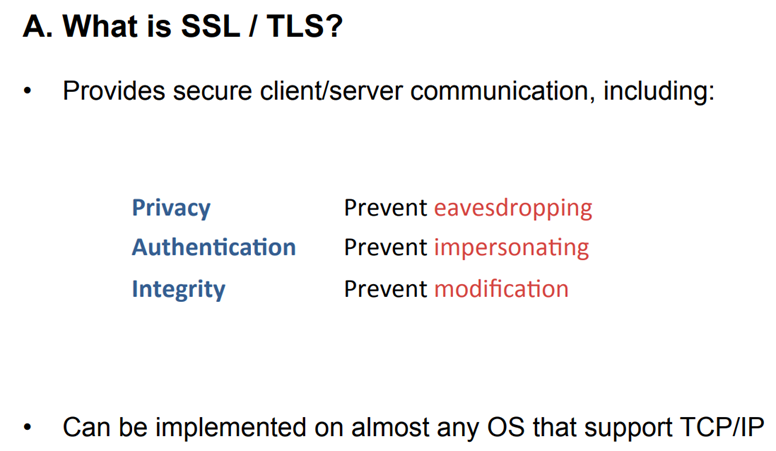 A. What is SSL / TLS?
• Provides secure client/server communication, including:
Privacy Prevent eavesdropping
Authentication Prevent impersonating
Integrity Prevent modification
• Can be implemented on almost any OS that support TCP/IP